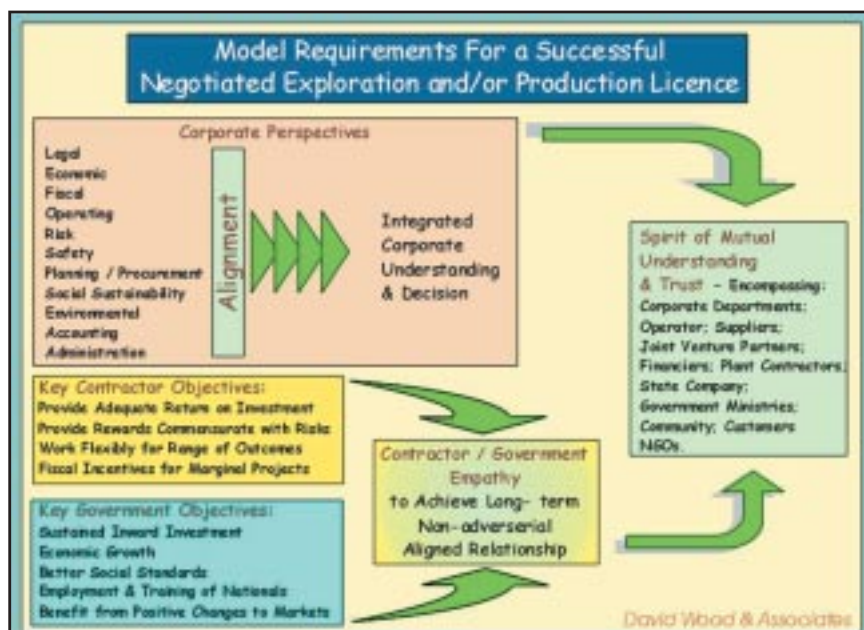 Model Requirements For a Successful
Negotiated Exploration and/or Production Licence
Corporate Perspectives
Legal
Economic
Fiscal
Operating
Risk
Safety
Planning / Procurement
Social Sustainability
Environmental
Accounting
Administration
Alignment
Integrated
Corporate
Understanding
& Decision
Key Contractor Objectives:
Provide Adequate Return on Investment
Provide Rewards Commensurate with Risks
Work Flexibly for Range of Outcomes
Fiscal Incentives for Marginal Projects
Key Government Objectives:
Sustained Inward Investment
Economic Growth
Better Social Standards
Employment & Training of Nationals
Benefit from Positive Changes to Markets
Contractor / Government
Empathy
to Achieve Long- term
Non-adverserial
Aligned Relationship
Spirit of Mutual
Understanding
& Trust - Encompassing:
Corporate Departments;
Operator; Suppliers;
Joint Venture Partners;
Financiers; Plant Contractors;
State Company;
Government Ministries;
Community; Customers
NGOs.
David Wood & Associates